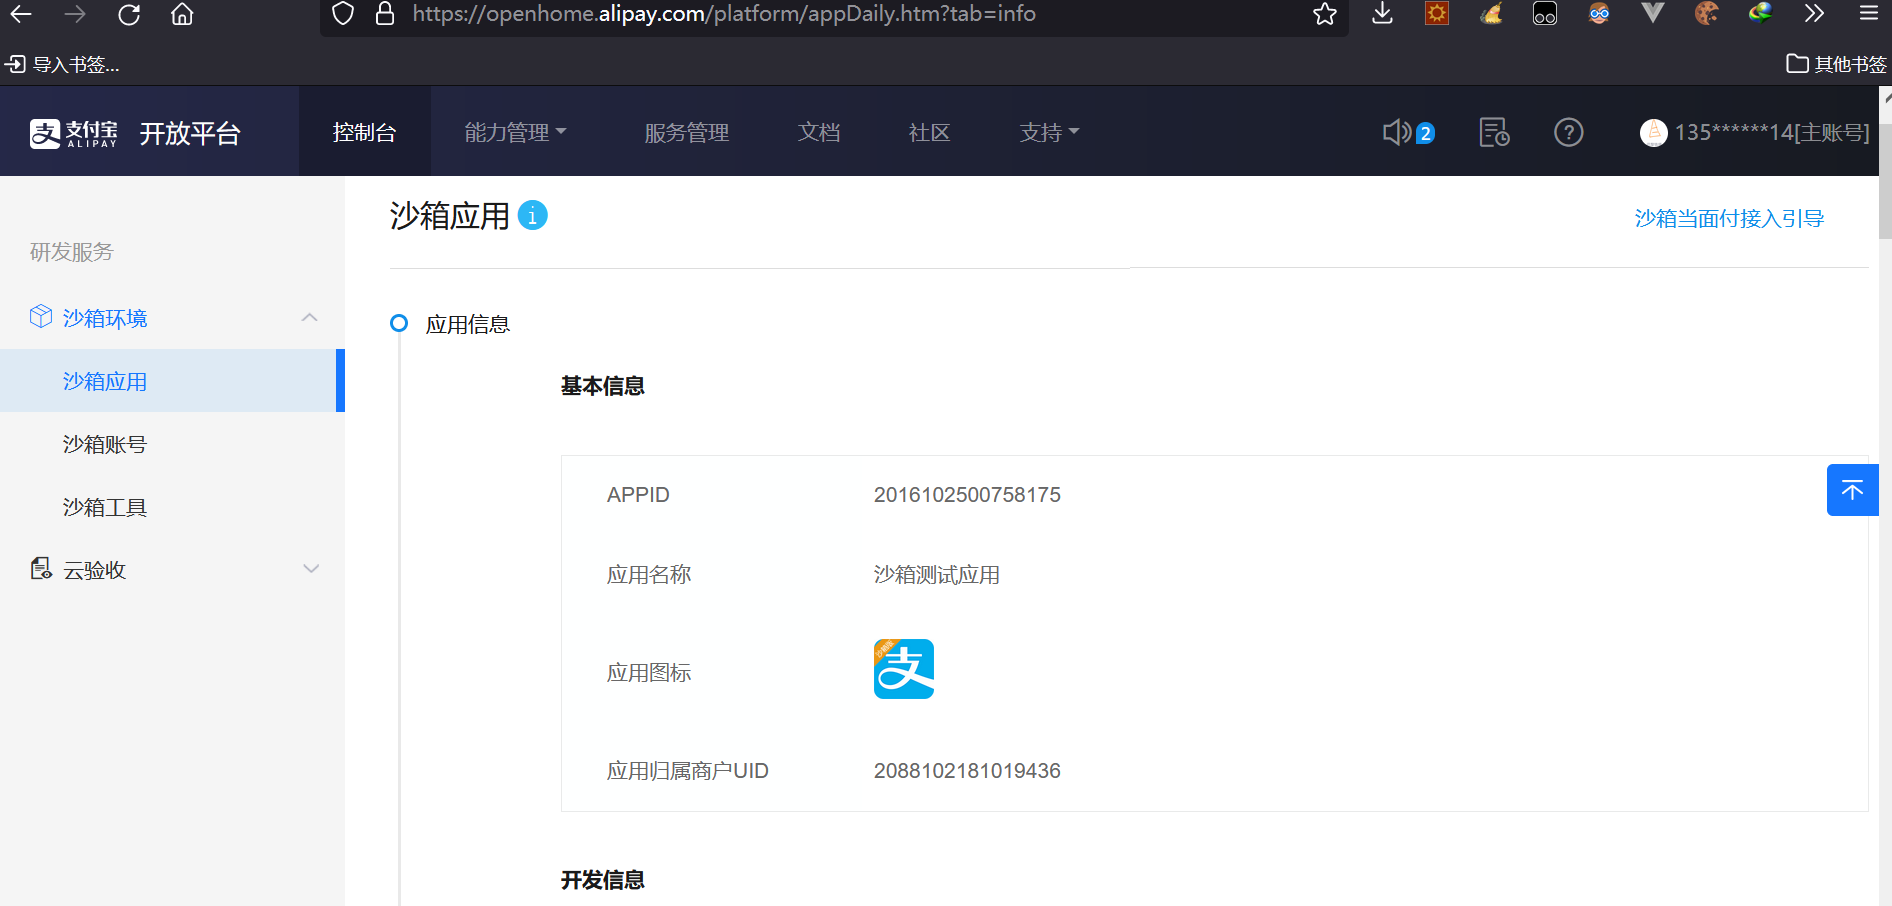 https://openhome.alipay.com/platform/appDaily.htm?tab=info
导入书签...
其他书签
支付宝 ALIPAY 开放平台
控制台
能力管理
服务管理
文档
社区
支持
2
135******14[主账号]
沙箱应用
沙箱当面付接入引导
研发服务
沙箱环境
沙箱应用
沙箱账号
沙箱工具
云验收
应用信息
基本信息
APPID 2016102500758175
应用名称 沙箱测试应用
应用图标 支
应用归属商户UID 2088102181019436
开发信息